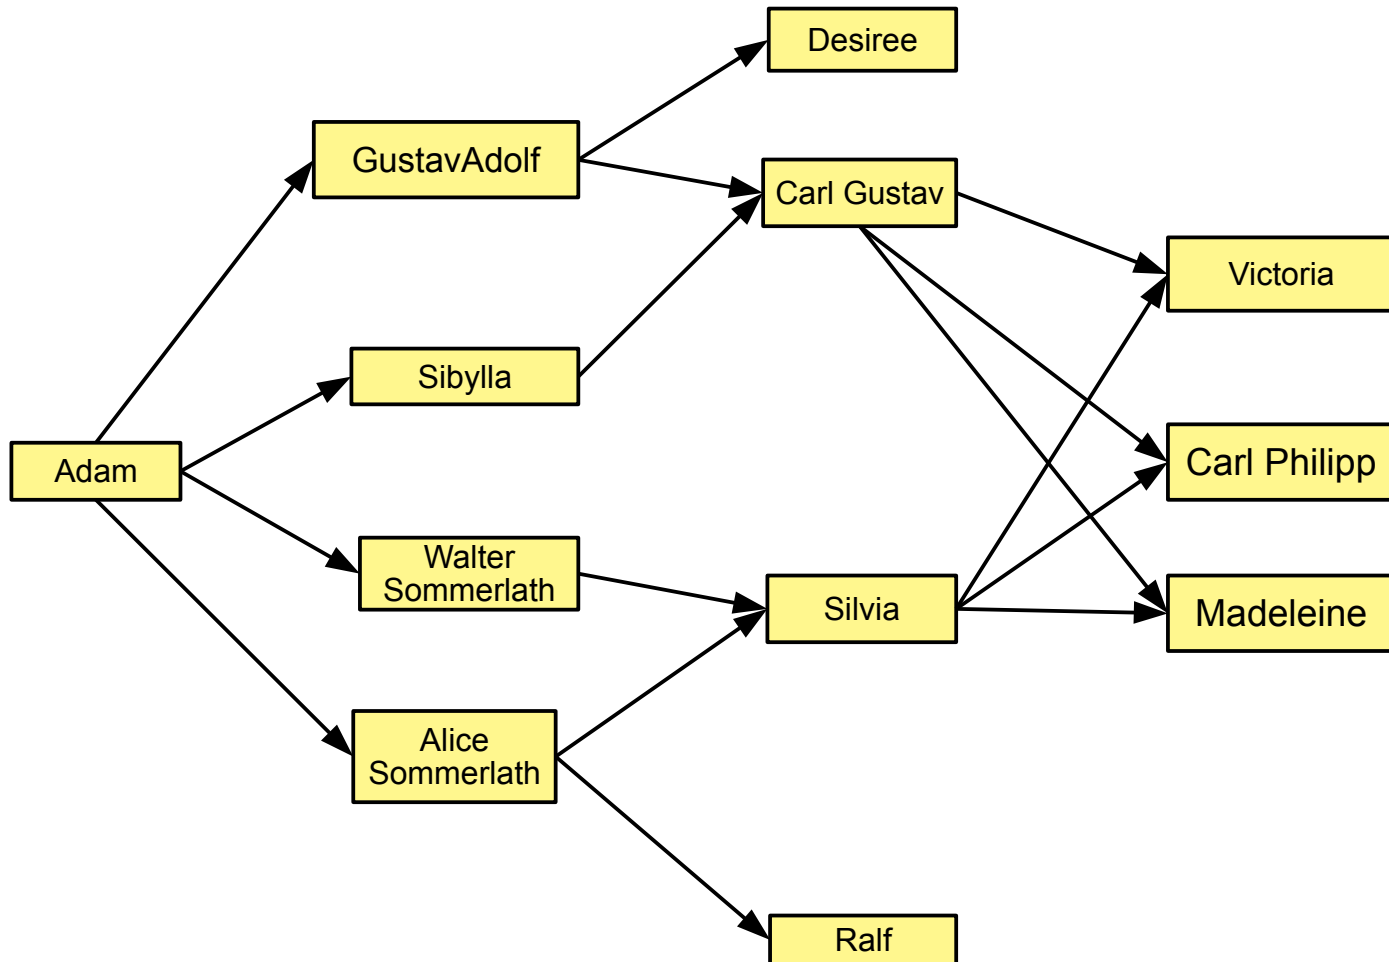 Desiree
GustavAdolf
Carl Gustav
Victoria
Sibylla
Carl Philipp
Adam
Walter
Sommerlath
Silvia
Madeleine
Alice
Sommerlath
Ralf